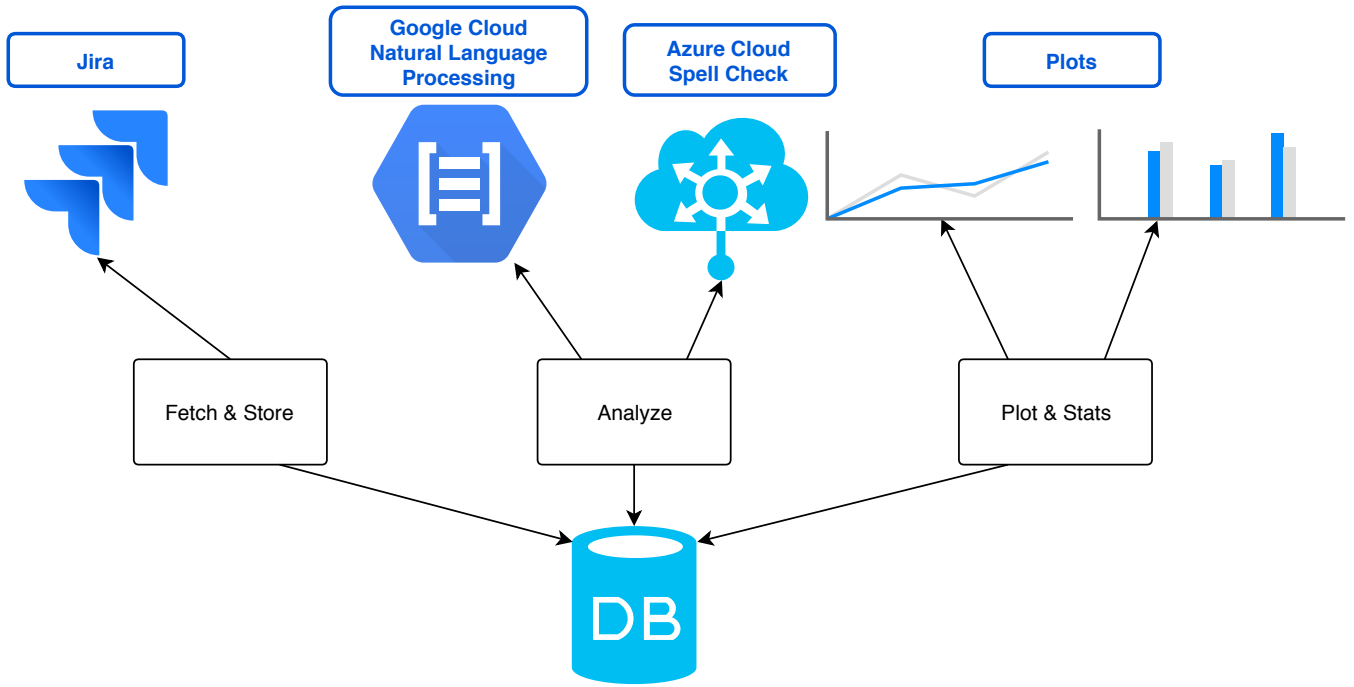 Jira
Google Cloud
Natural Language
Processing
Azure Cloud
Spell Check
Plots
Fetch & Store
Analyze
Plot & Stats
DB